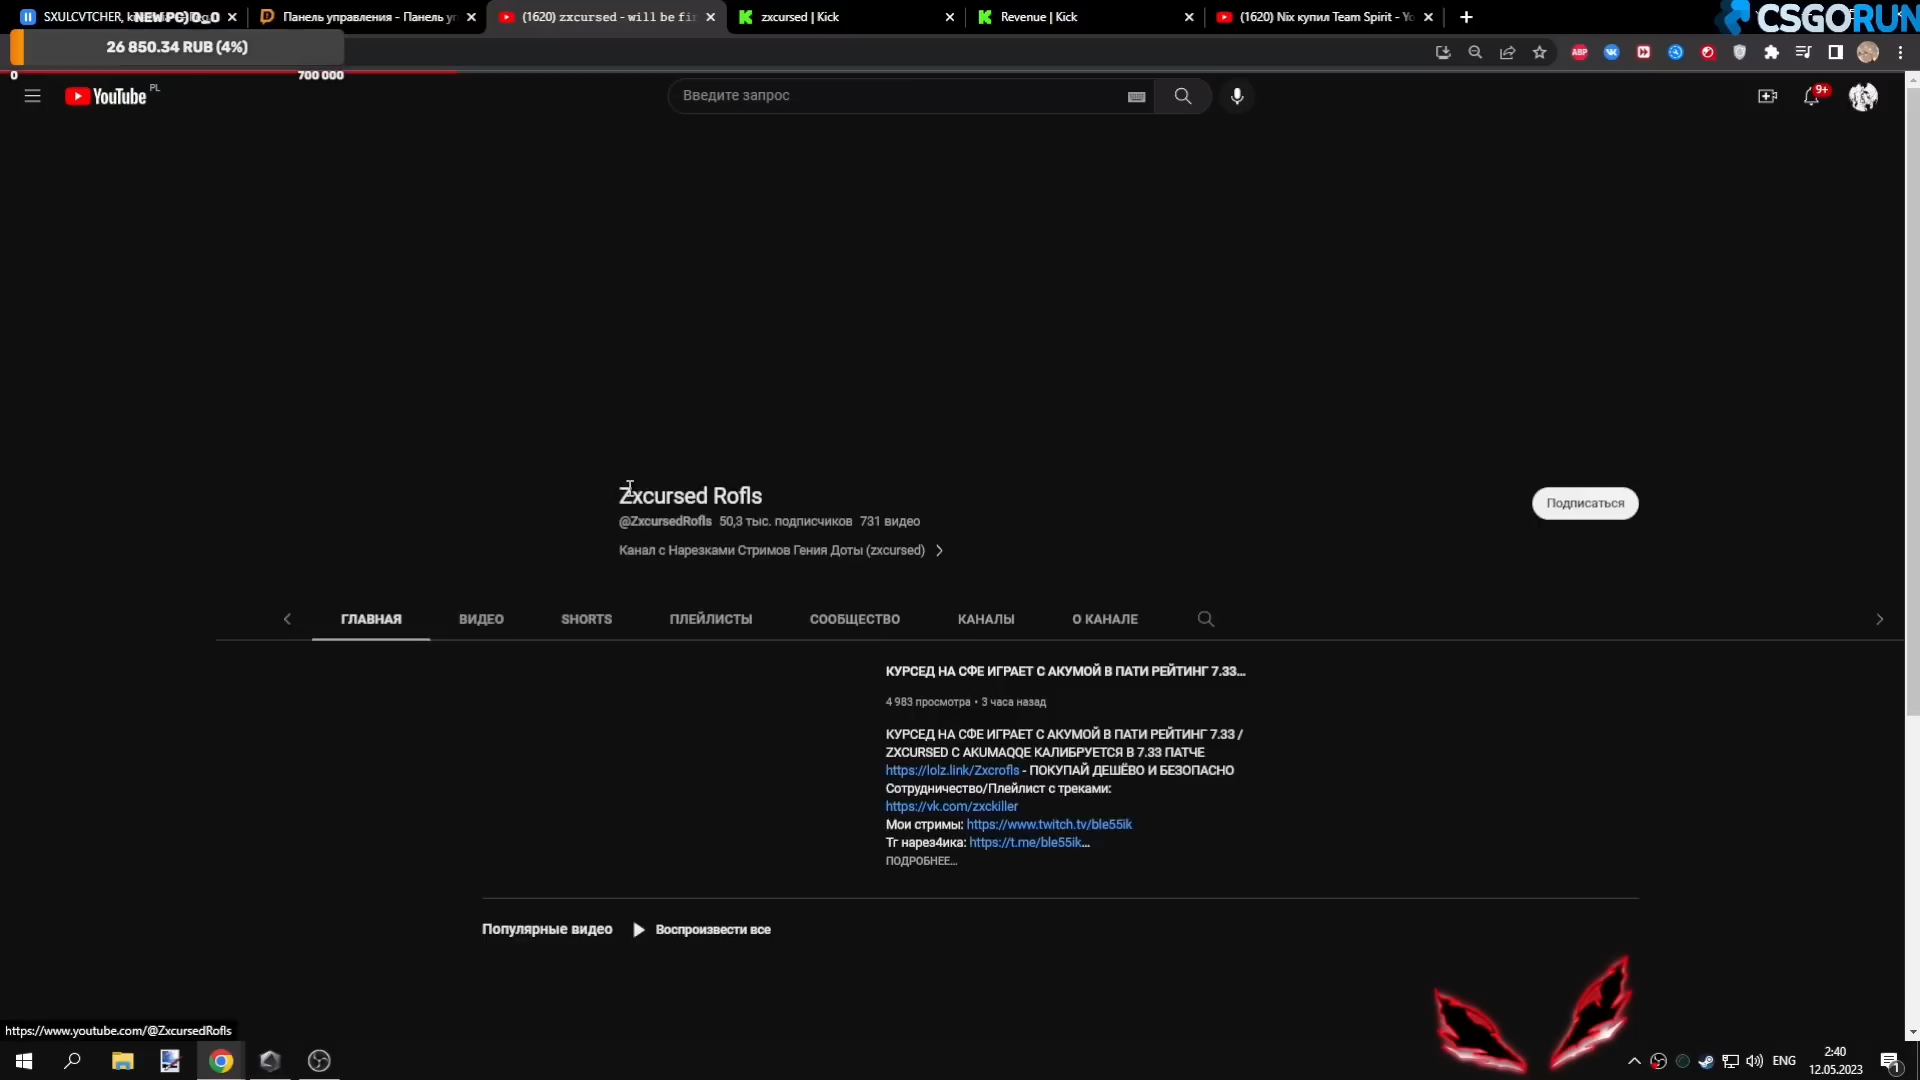 SXULCVTCHER,
NEW PC) O_O
Панель управления - Панель у
(1620) zxcursed - will be fi
zxcursed | Kick
Revenue | Kick
(1620) Nix купил Team Spirit - Yo
CSGORUN
26 850.34 RUB (4%)
0
700 000
ABP
YouTube
PL
Введите запрос
9+
Zxcursed Rofls
@ZxcursedRofls 50,3 тыс. подписчиков 731 видео
Подписаться
Канал с Нарезками Стримов Гения Доты (zxcursed)
ГЛАВНАЯ ВИДЕО SHORTS ПЛЕЙЛИСТЫ СООБЩЕСТВО КАНАЛЫ О КАНАЛЕ
КУРСЕД НА СФЕ ИГРАЕТ С АКУМОЙ В ПАТИ РЕЙТИНГ 7.33...
4 983 просмотра • 3 часа назад
КУРСЕД НА СФЕ ИГРАЕТ С АКУМОЙ В ПАТИ РЕЙТИНГ 7.33 /
ZXCURSED С AKUMAQQE КАЛИБРУЕТСЯ В 7.33 ПАТЧЕ
https://lolz.link/Zxcrofls - ПОКУПАЙ ДЕШЁВО И БЕЗОПАСНО
Сотрудничество/Плейлист с треками:
https://vk.com/zxckiller
Мои стримы: https://www.twitch.tv/ble55ik
Тг нарез4ика: https://t.me/ble55ik...
ПОДРОБНЕЕ...
Популярные видео Воспроизвести все
https://www.youtube.com/@ZxcursedRofls
ENG
2:40
12.05.2023
1